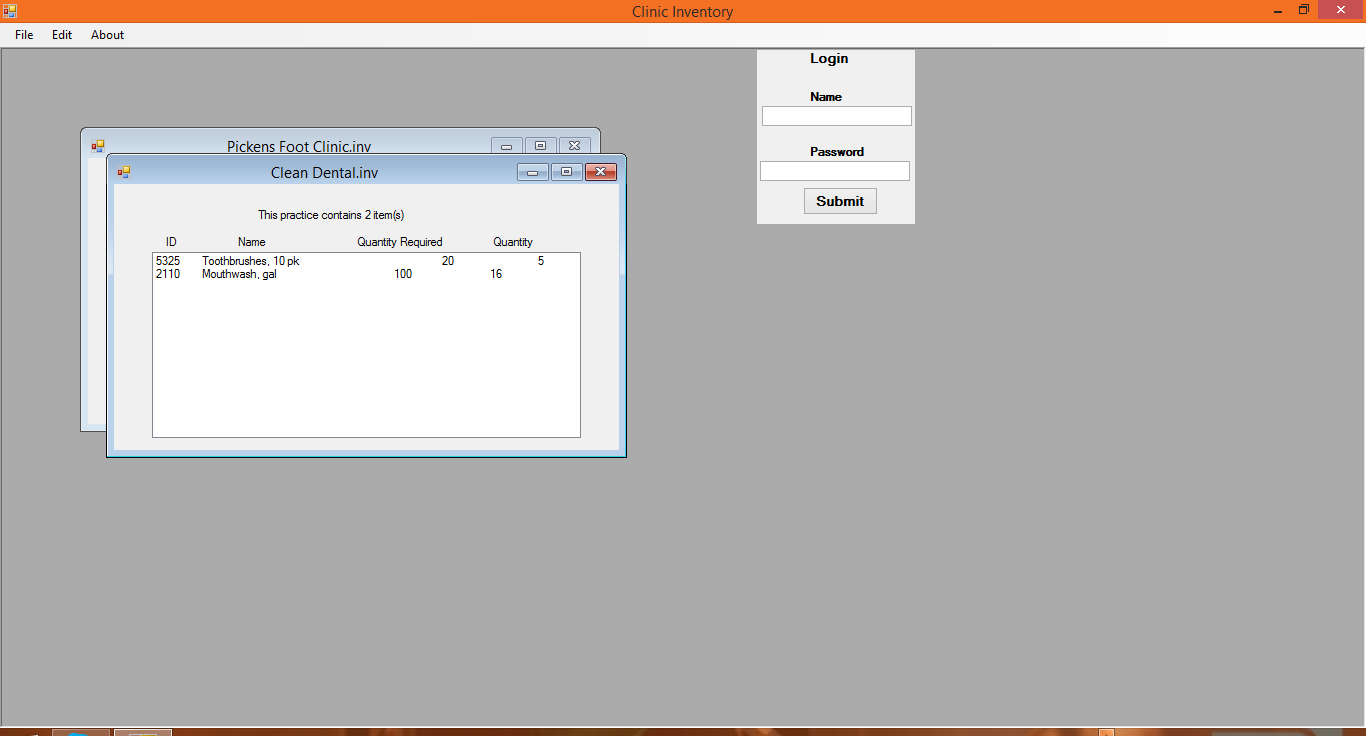 Clinic Inventory
File Edit About
Login
Name
Password
Submit
Pickens Foot Clinic.inv
Clean Dental.inv
This practice contains 2 item(s)
ID Name Quantity Required Quantity
5325 Toothbrushes, 10 pk 20 5
2110 Mouthwash, gal 100 16